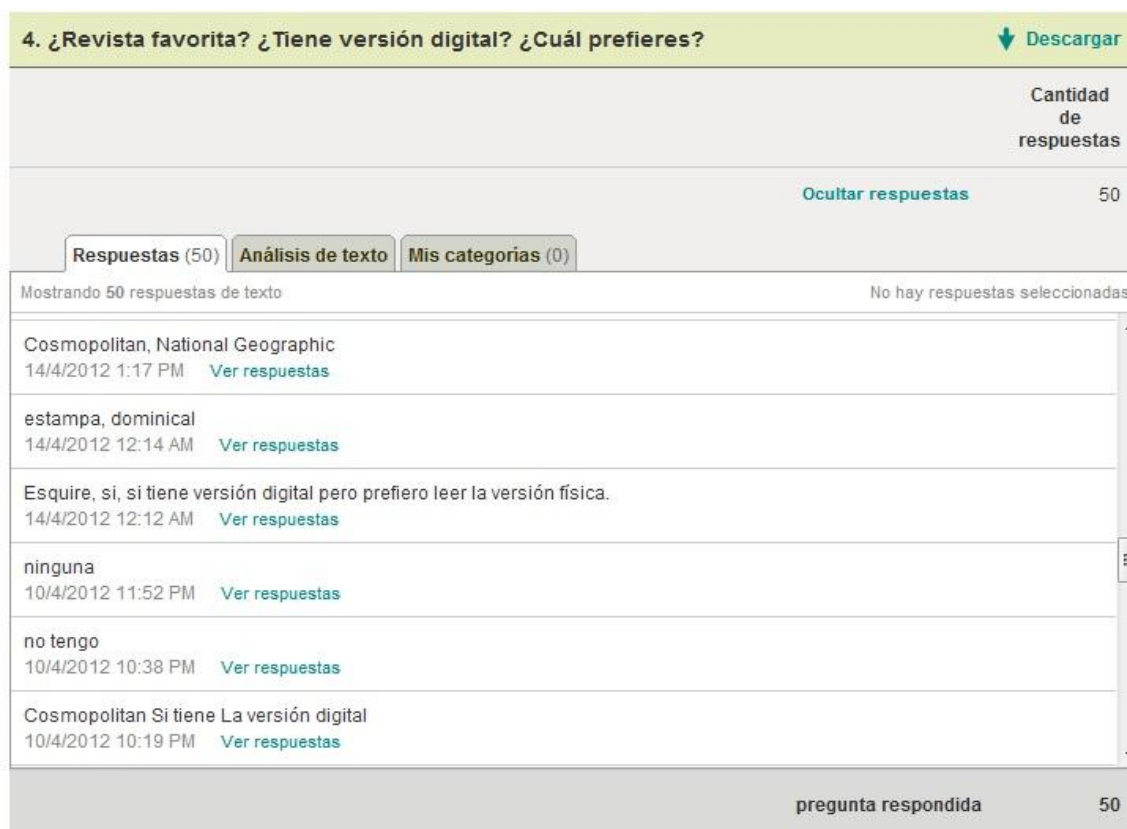 4. ¿Revista favorita? ¿Tiene versión digital? ¿Cuál prefieres?
Descargar
Cantidad
de
respuestas
Ocultar respuestas 50
Respuestas (50) Análisis de texto Mis categorías (0)
Mostrando 50 respuestas de texto No hay respuestas seleccionadas
Cosmopolitan, National Geographic
14/4/2012 1:17 PM Ver respuestas
estampa, dominical
14/4/2012 12:14 AM Ver respuestas
Esquire, si, si tiene versión digital pero prefiero leer la versión física.
14/4/2012 12:12 AM Ver respuestas
ninguna
10/4/2012 11:52 PM Ver respuestas
no tengo
10/4/2012 10:38 PM Ver respuestas
Cosmopolitan Si tiene La versión digital
10/4/2012 10:19 PM Ver respuestas
pregunta respondida 50